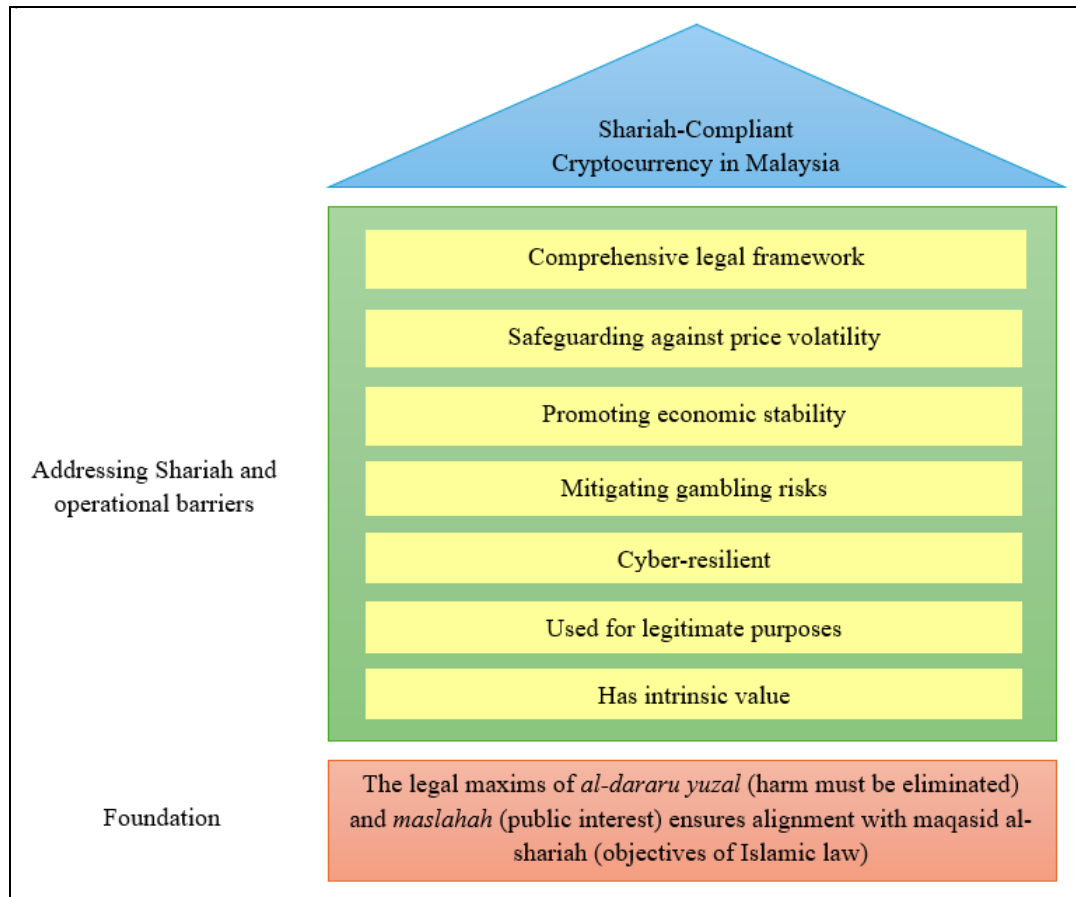 Shariah-Compliant
Cryptocurrency in Malaysia
Comprehensive legal framework
Safeguarding against price volatility
Promoting economic stability
Mitigating gambling risks
Cyber-resilient
Used for legitimate purposes
Has intrinsic value
Addressing Shariah and
operational barriers
Foundation
The legal maxims of al-dararu yuzal (harm must be eliminated)
and maslahah (public interest) ensures alignment with maqasid al-
shariah (objectives of Islamic law)